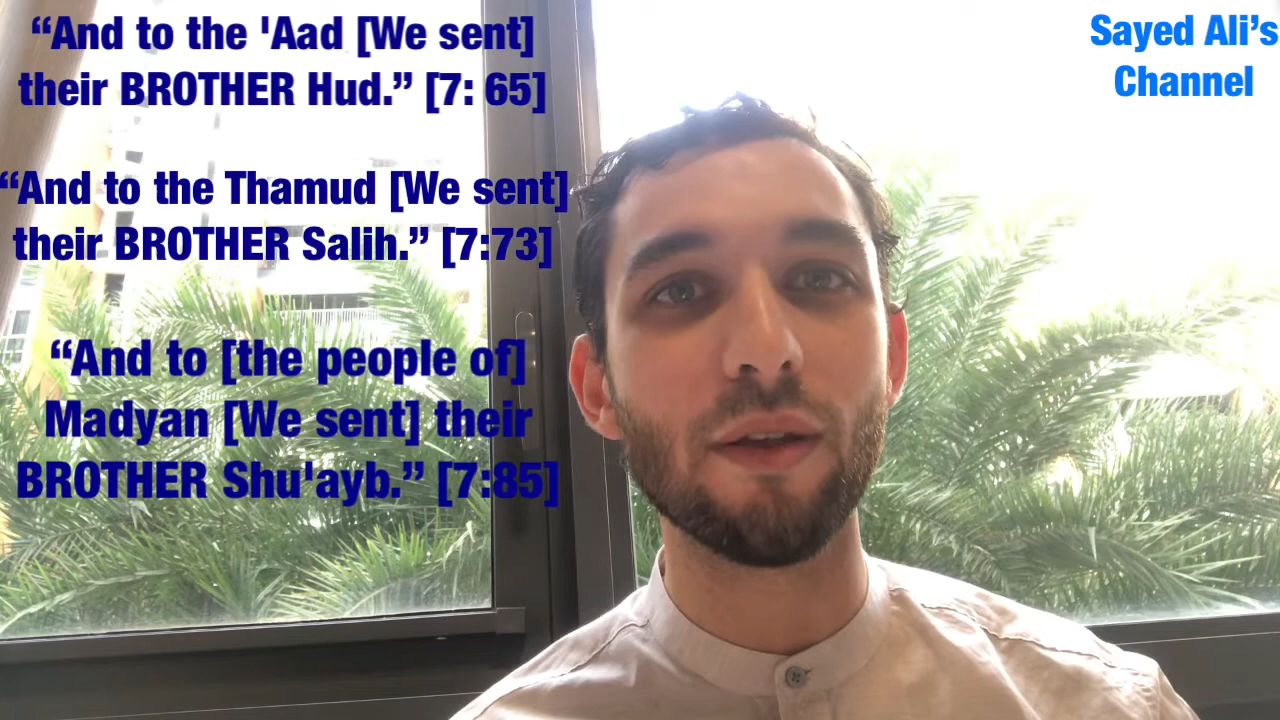 “And to the 'Aad [We sent]
their BROTHER Hud.” [7: 65]
“And to the Thamud [We sent]
their BROTHER Salih.” [7:73]
“And to [the people of]
Madyan [We sent] their
BROTHER Shu'ayb.” [7:85]
Sayed Ali’s
Channel